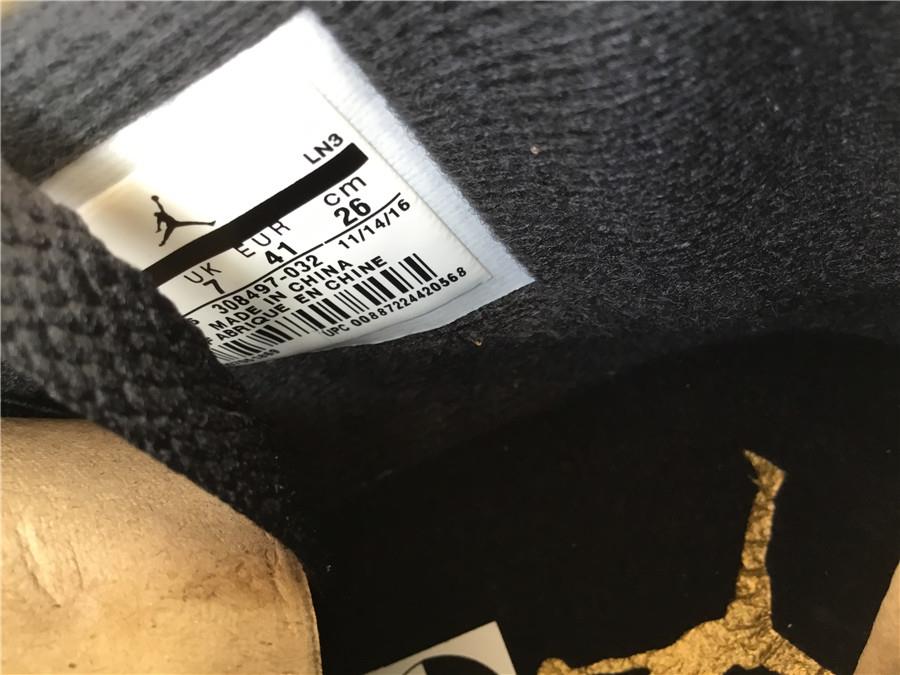 LN3
UK EUR cm
7 41 26
308497-032 11/14/16
MADE IN CHINA
FABRIQUE EN CHINE
UPC 00887224420568